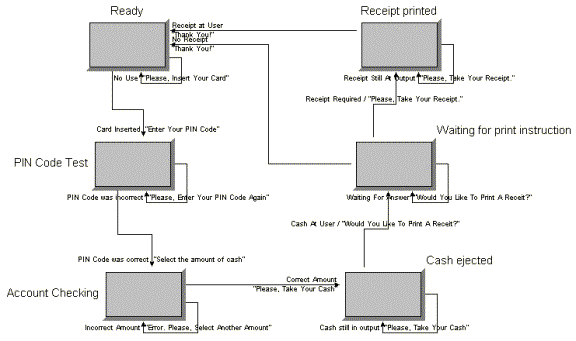 Ready
Receipt printed
Receipt at User
"Thank You!"
No Receipt
"Thank You!"
No Use "Please, Insert Your Card"
Receipt Still At Output "Please, Take Your Receipt."
Receipt Required / "Please, Take Your Receipt."
Card Inserted "Enter Your PIN Code"
Waiting for print instruction
PIN Code Test
PIN Code was incorrect "Please, Enter Your PIN Code Again"
Waiting For Answer "Would You Like To Print A Receit?"
Cash At User / "Would You Like To Print A Receit?"
PIN Code was correct "Select the amount of cash"
Cash ejected
Account Checking
Correct Amount
"Please, Take Your Cash"
Incorrect Amount "Error, Please, Select Another Amount"
Cash still in output "Please, Take Your Cash"